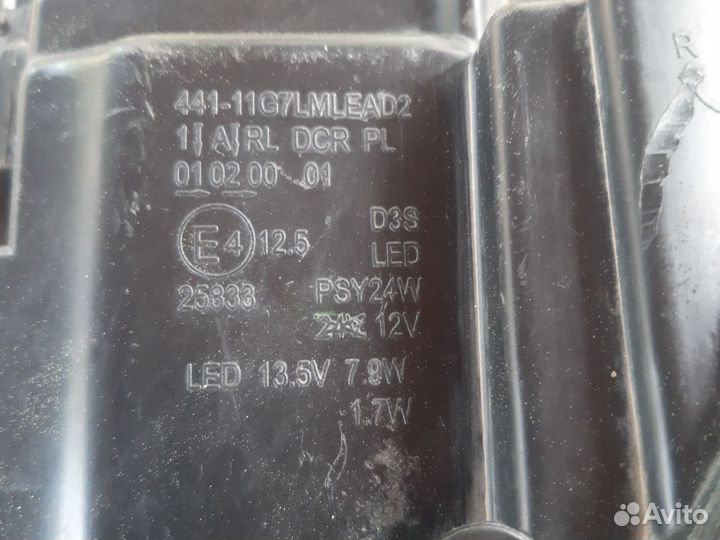 441-11G7LMLEAD2
1 A RL DCR PL
01 02 00 01
E4 12.5
D3S
LED
25833
PSY24W
12V
LED 13.5V 7.9W
1.7W
R
Avito